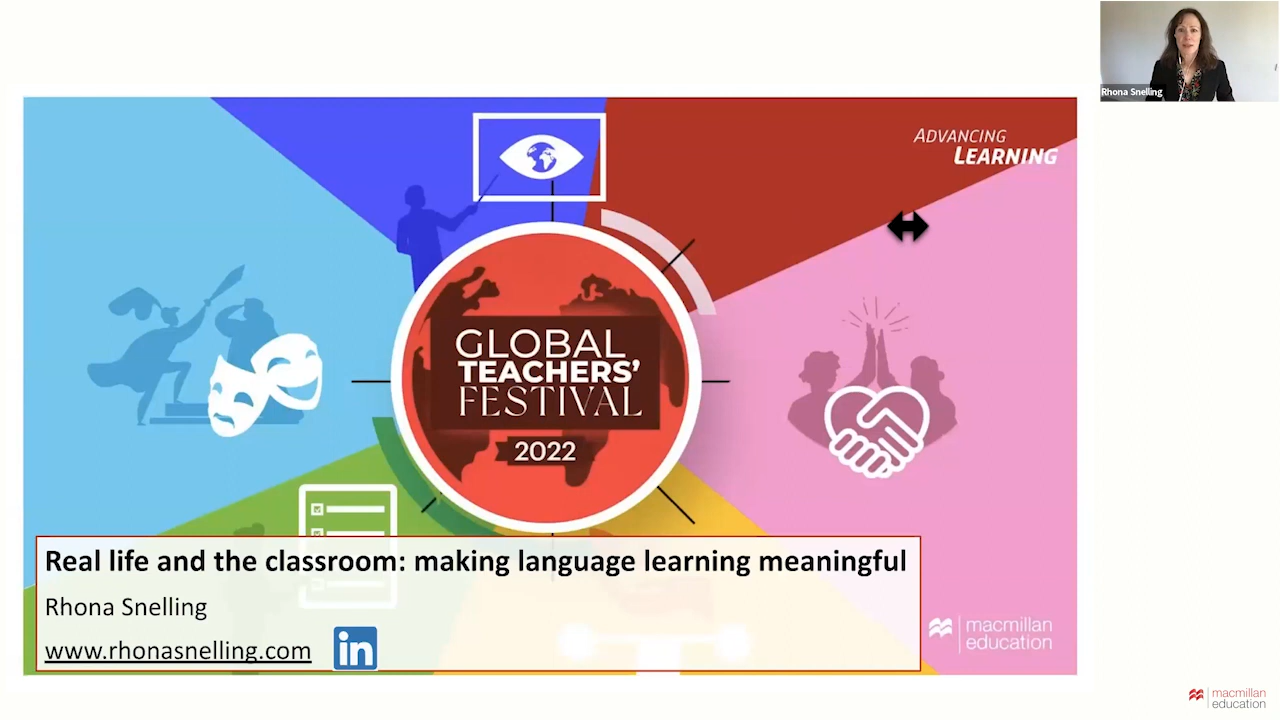 Rhona Snelling
ADVANCING
LEARNING
GLOBAL
TEACHERS'
FESTIVAL
2022
Real life and the classroom: making language learning meaningful
Rhona Snelling
www.rhonasnelling.com
in
macmillan
education
macmillan
education